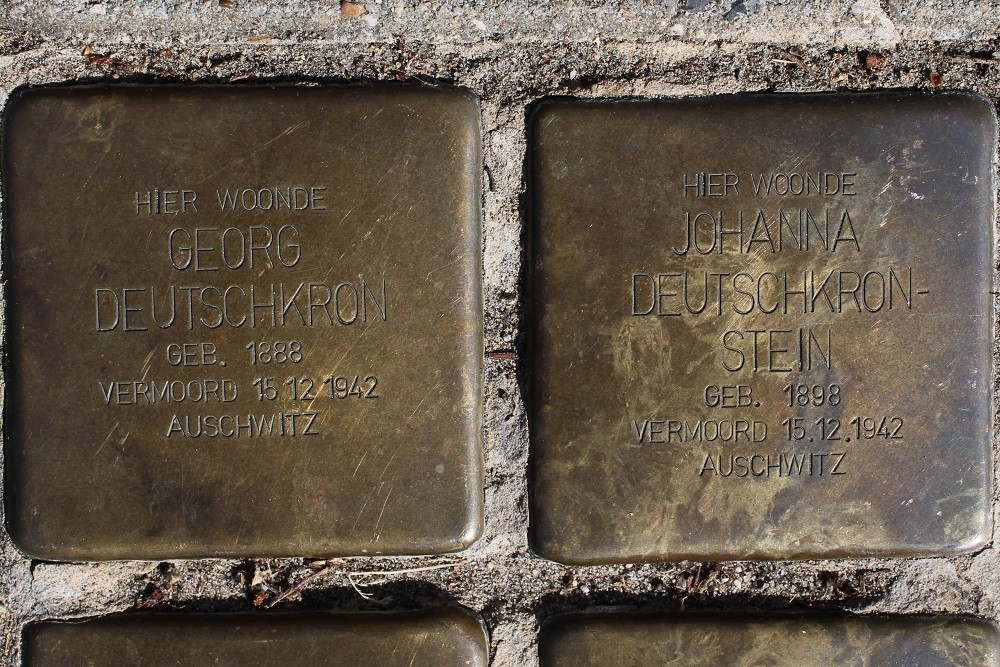 HIER WOONDE
GEORG
DEUTSCHKRON
GEB. 1888
VERMOORD 15.12.1942
AUSCHWITZ
HIER WOONDE
JOHANNA
DEUTSCHKRON-
STEIN
GEB. 1898
VERMOORD 15.12.1942
AUSCHWITZ